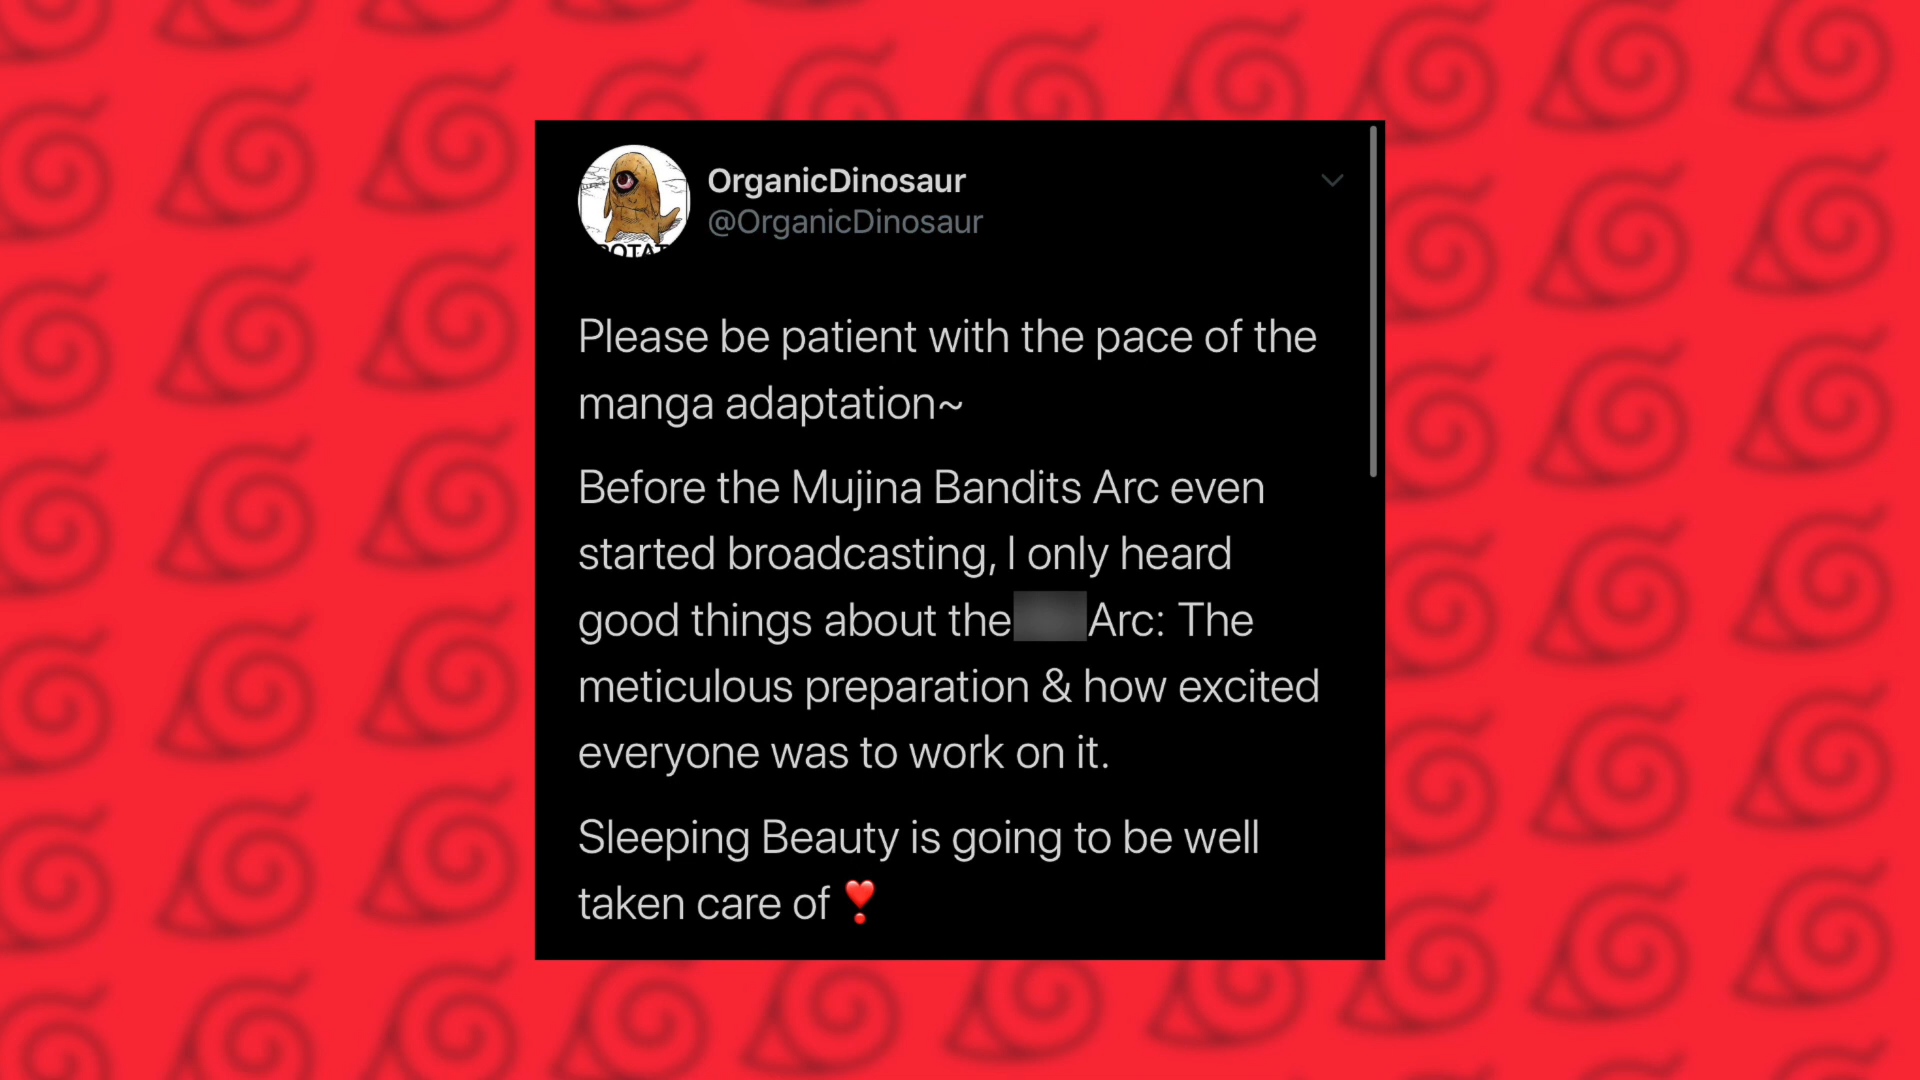 OrganicDinosaur
@OrganicDinosaur
Please be patient with the pace of the
manga adaptation~
Before the Mujina Bandits Arc even
started broadcasting, I only heard
good things about the Arc: The
meticulous preparation & how excited
everyone was to work on it.
Sleeping Beauty is going to be well
taken care of ❣️